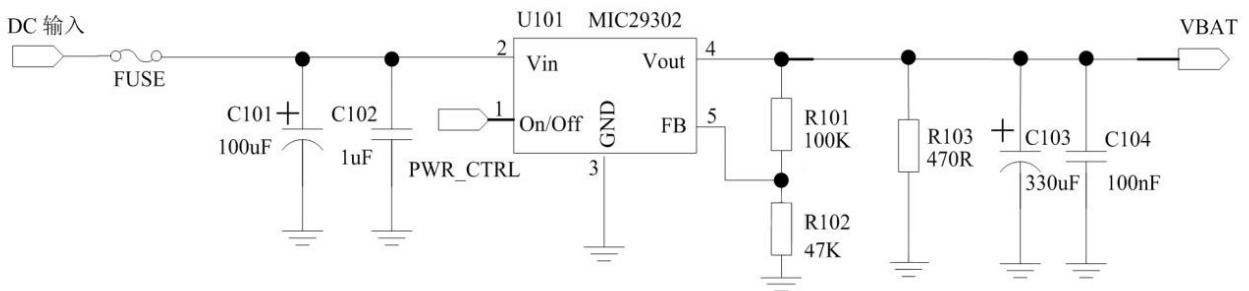 DC 输入
FUSE
C101
100uF
C102
1uF
PWR_CTRL
U101 MIC29302
2
Vin
1
On/Off
GND
3
Vout
4
FB
5
R101
100K
R102
47K
R103
470R
C103
330uF
C104
100nF
VBAT